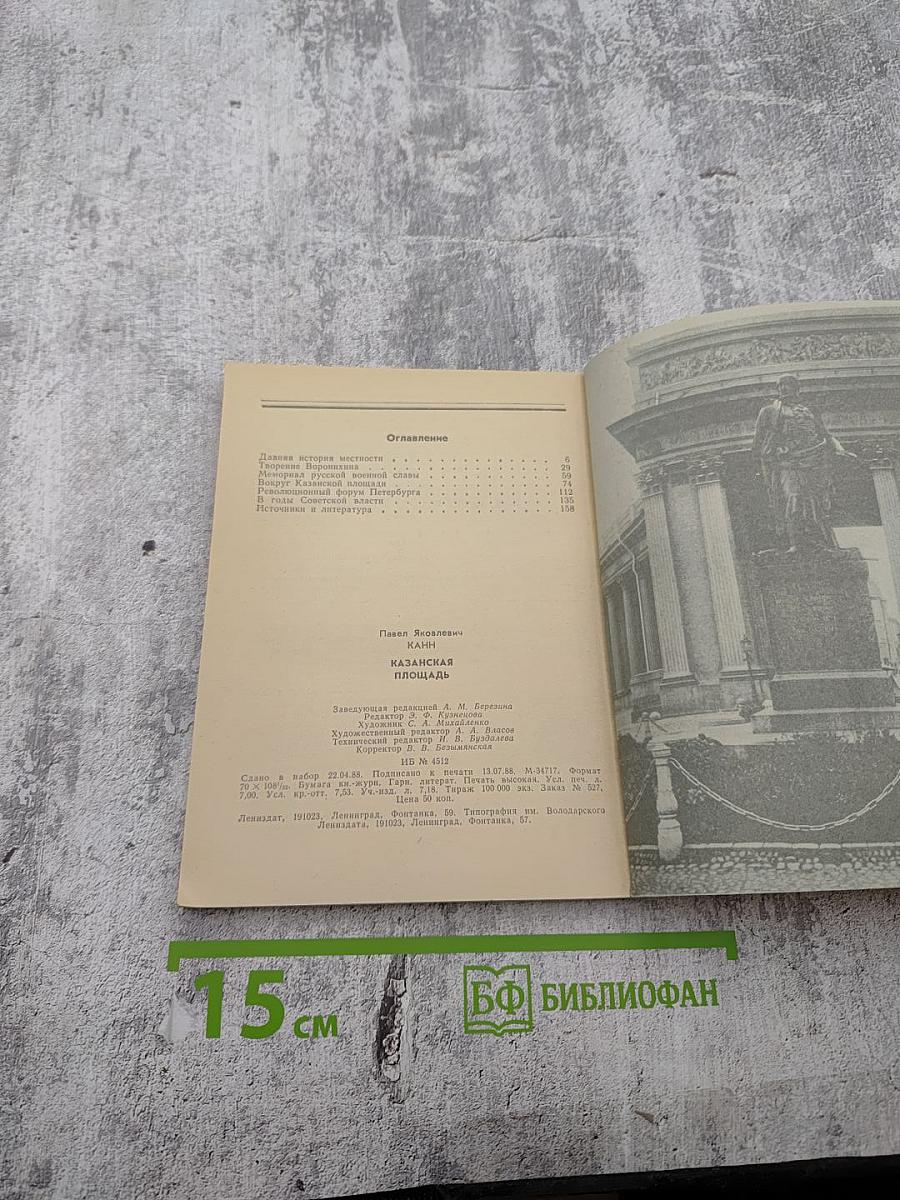 Оглавление
Давняя история местности . . . . . . . . . . . . 6
Творение Воронихина . . . . . . . . . . . . 29
Мемориал русской военной славы . . . . . . . . . . . . 59
Вокруг Казанской площади . . . . . . . . . . . . 74
Революционный форум Петербурга . . . . . . . . . . . . 112
В годы Советской власти . . . . . . . . . . . . 135
Источники и литература . . . . . . . . . . . . 158
Павел Яковлевич
КАНН
КАЗАНСКАЯ
ПЛОЩАДЬ
Заведующая редакцией А. М. Березина
Редактор Э. Ф. Кузнецова
Художник С. А. Михайленко
Художественный редактор А. А. Власов
Технический редактор И. В. Буздалева
Корректор В. В. Безымянская
ИБ № 4512
Сдано в набор 22.04.88. Подписано к печати 13.07.88. М-34717. Формат
70 × 108¹/₃₂. Бумага кн.-журн. Гарн. литерат. Печать высокая. Усл. печ. л.
7,00. Усл. кр.-отт. 7,53. Уч.-изд. л. 7,18. Тираж 100 000 экз. Заказ № 527.
Цена 50 коп.
Лениздат, 191023, Ленинград, Фонтанка, 59. Типография им. Володарского
Лениздата, 191023, Ленинград, Фонтанка, 57.
15 см
БФ БИБЛИОФАН